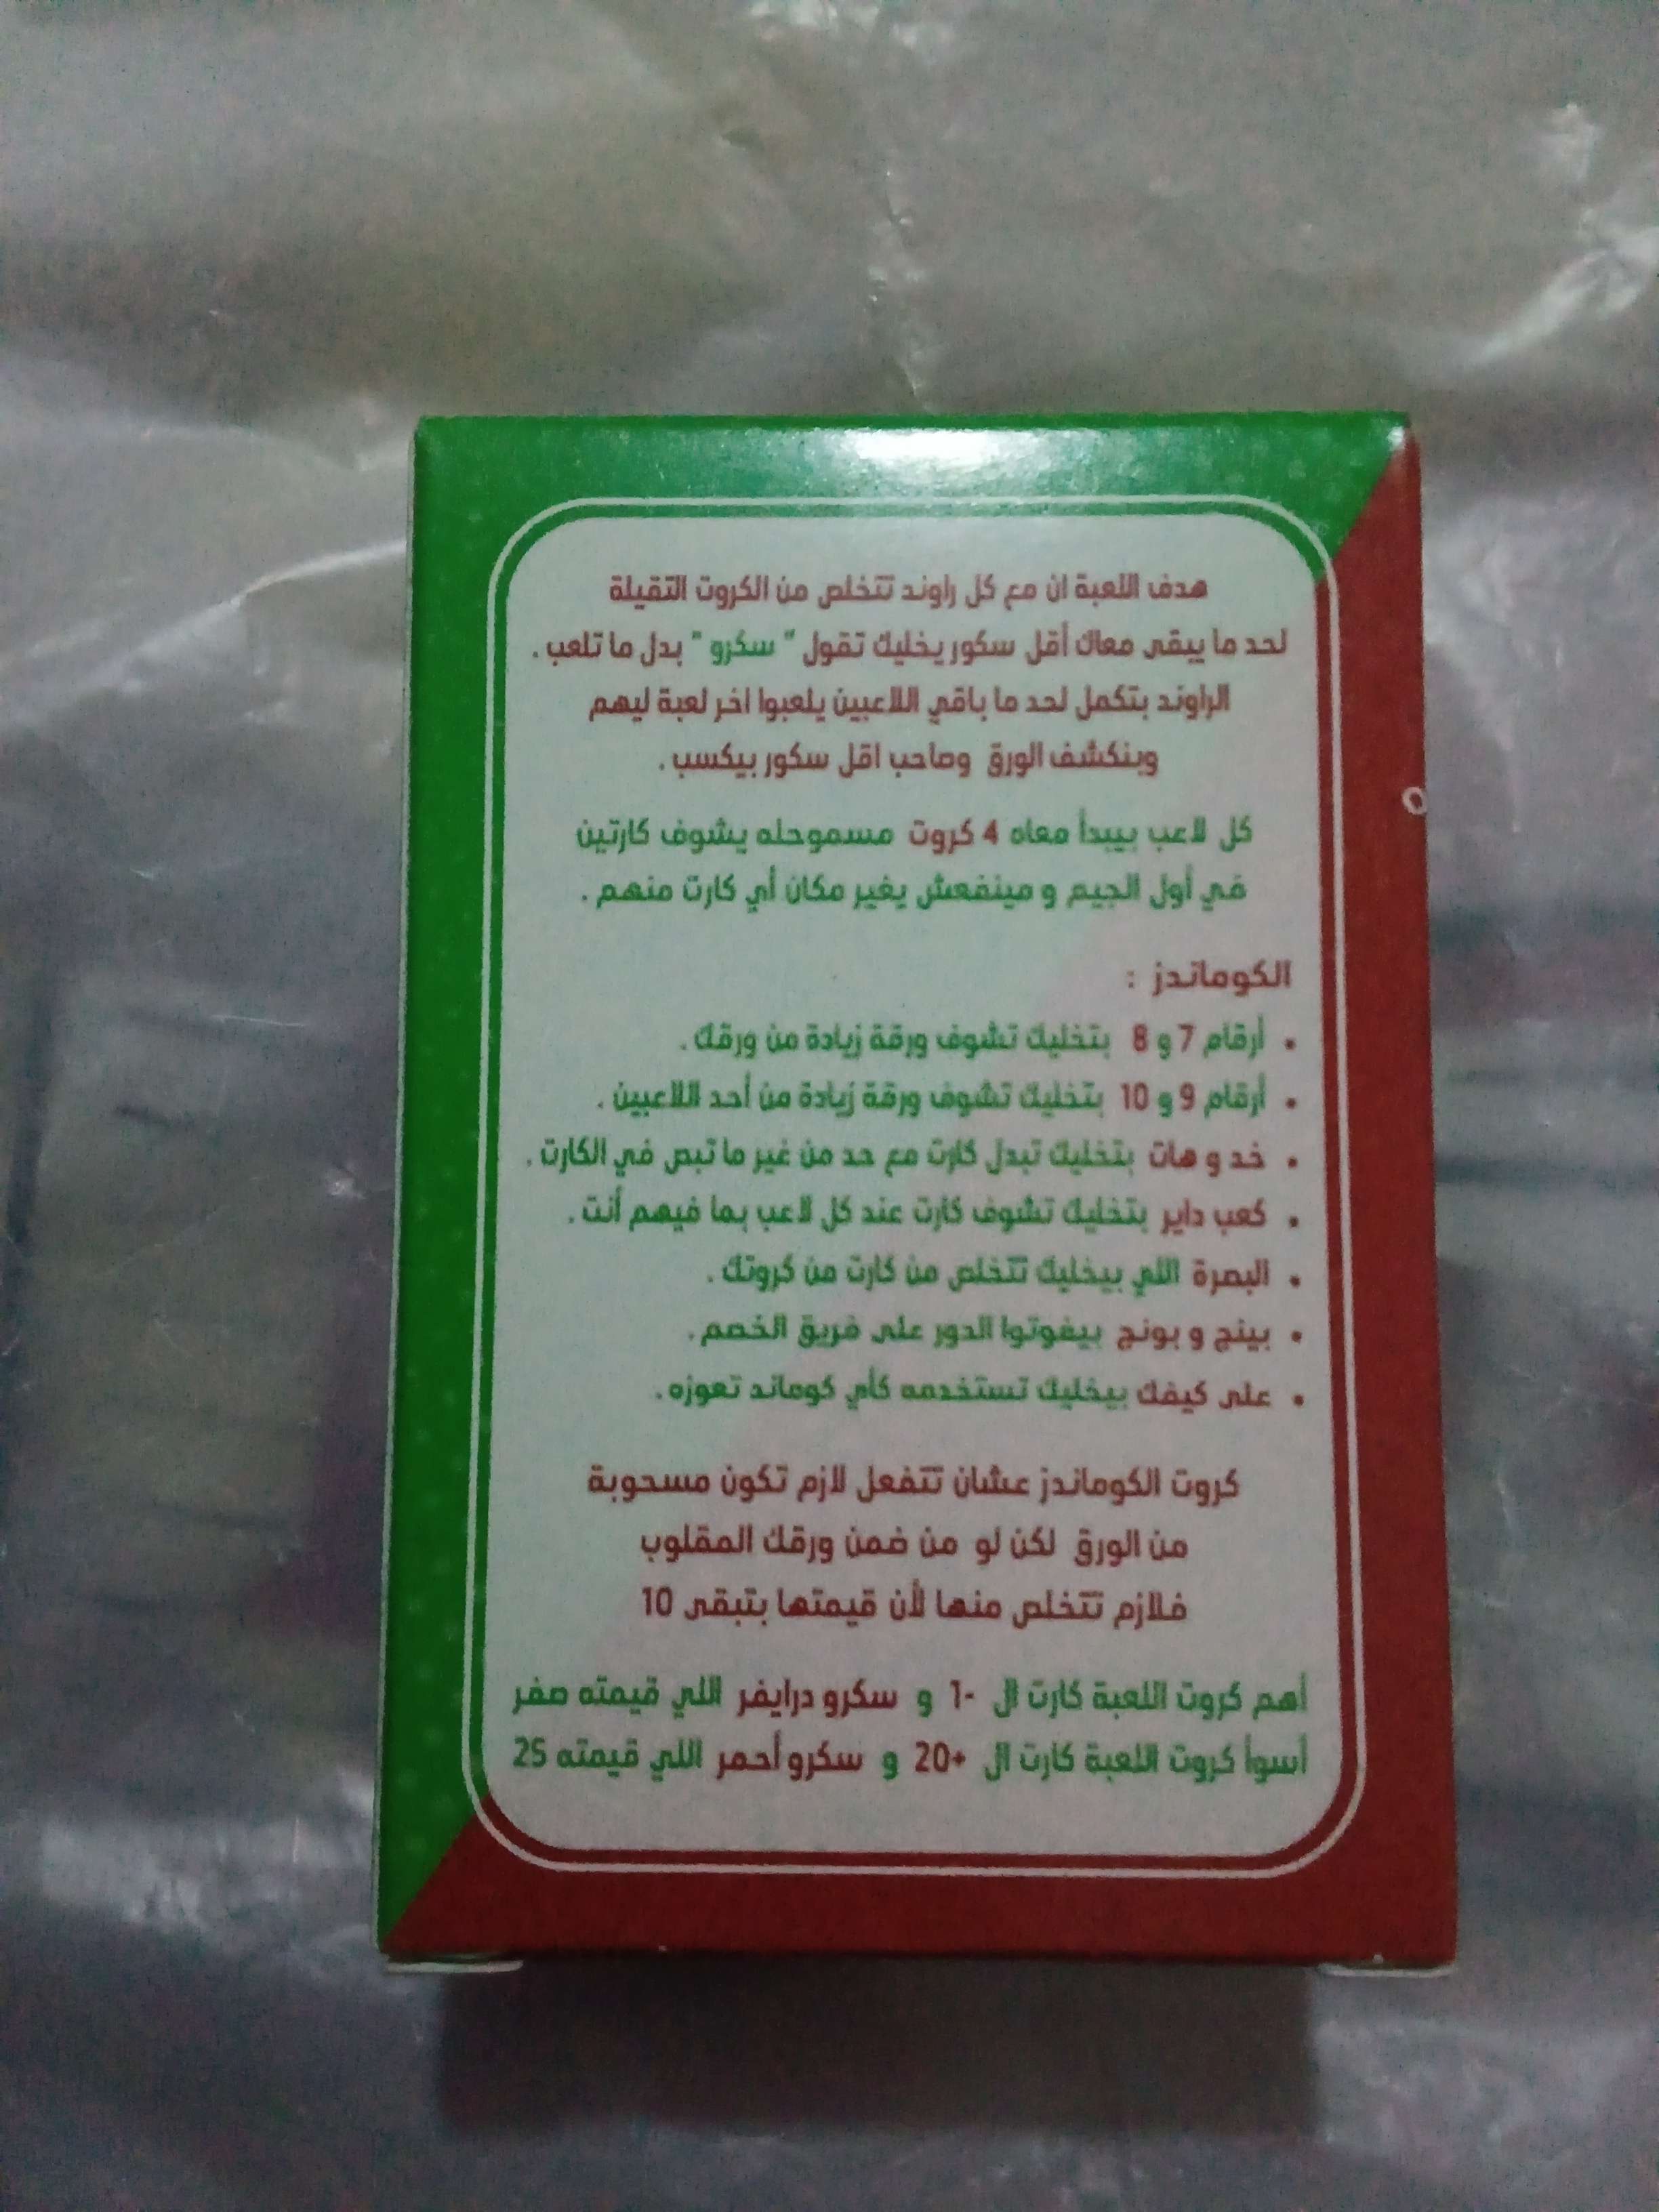 هدف اللعبة ان مع كل راوند تتخلص من الكروت التقيلة
لحد ما يبقى معاك أقل سكور يخليك تقول " سكرو " بدل ما تلعب .
الراوند بتكمل لحد ما باقي اللاعبين يلعبوا اخر لعبة ليهم
وبنكشف الورق وصاحب اقل سكور بيكسب .
كل لاعب بيبدأ معاه 4 كروت مسموحله يشوف كارتين
في أول الجيم و مينفعش يغير مكان أي كارت منهم .
الكوماندز :
• أرقام 7 و 8 بتخليك تشوف ورقة زيادة من ورقك .
• أرقام 9 و 10 بتخليك تشوف ورقة زيادة من أحد اللاعبين .
• خد و هات بتخليك تبدل كارت مع حد من غير ما تبص في الكارت .
• كعب داير بتخليك تشوف كارت عند كل لاعب بما فيهم أنت .
• البصرة اللي بيخليك تتخلص من كارت من كروتك .
• بينج و بونج بيفوتوا الدور على فريق الخصم .
• على كيفك بيخليك تستخدمه كأي كوماند تعوزه .
كروت الكوماندز عشان تتفعل لازم تكون مسحوبة
من الورق لكن لو من ضمن ورقك المقلوب
فلازم تتخلص منها لأن قيمتها بتبقى 10
أهم كروت اللعبة كارت ال -1 و سكرو درايفر اللي قيمته صفر
أسوأ كروت اللعبة كارت ال +20 و سكرو أحمر اللي قيمته 25